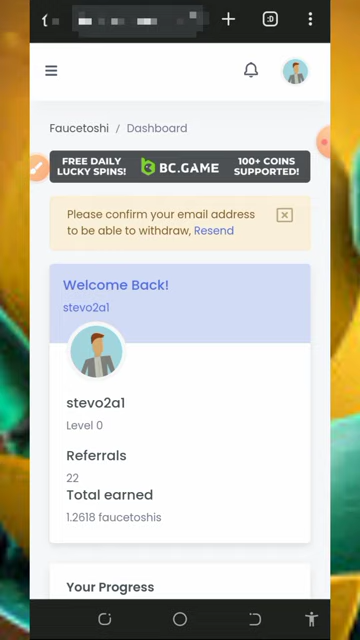 :D
Faucetoshi / Dashboard
FREE DAILY
LUCKY SPINS!
BC.GAME
100+ COINS
SUPPORTED!
Please confirm your email address
to be able to withdraw, Resend
Welcome Back!
stevo2a1
stevo2a1
Level 0
Referrals
22
Total earned
1.2618 faucetoshis
Your Progress